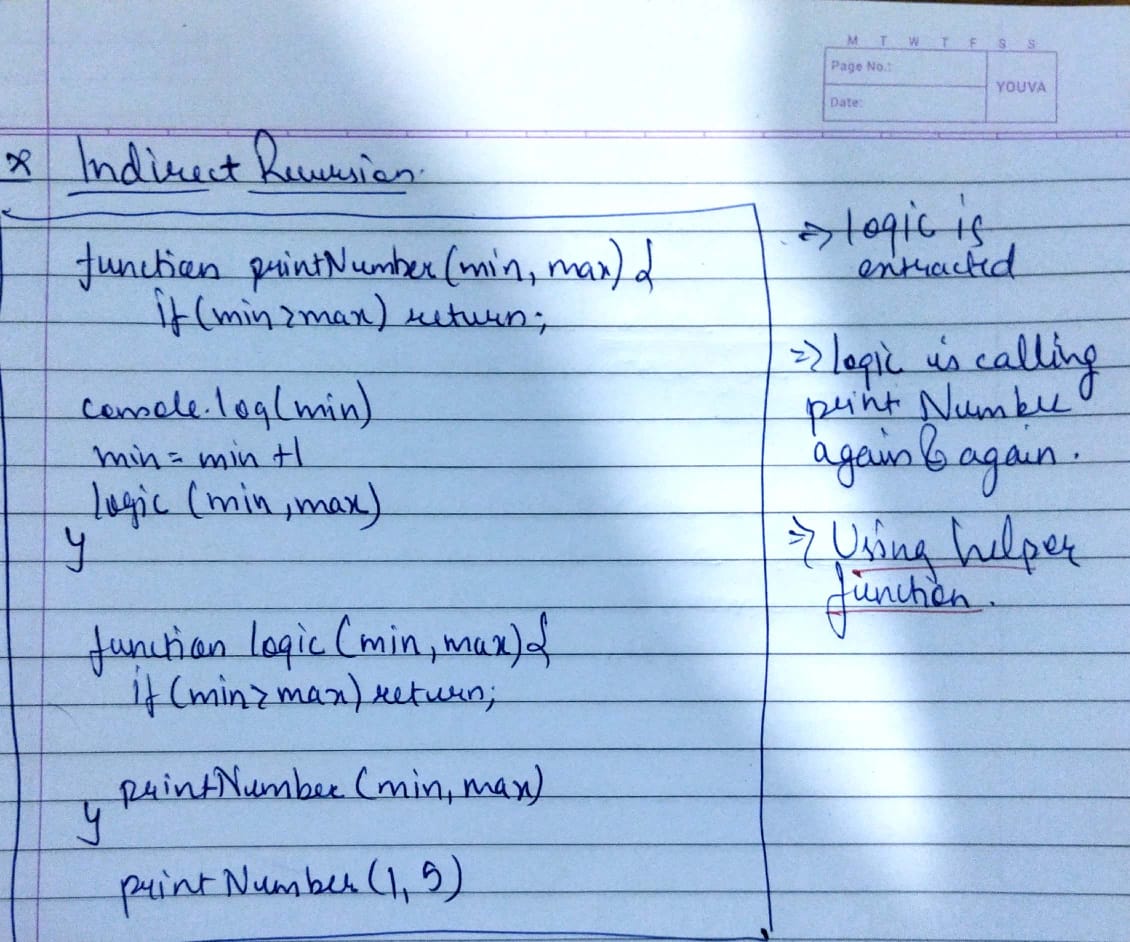 M T W T F S S
Page No.:
YOUVA
Date:
* Indirect Recursion.
function printNumber(min, max) {
if (min > max) return;
console.log(min)
min = min + 1
logic (min, max)
}
function logic (min, max) {
if (min > max) return;
printNumber (min, max)
}
printNumber (1, 5)
=> logic is
extracted
=> logic is calling
print Number
again & again.
=> Using helper
function.